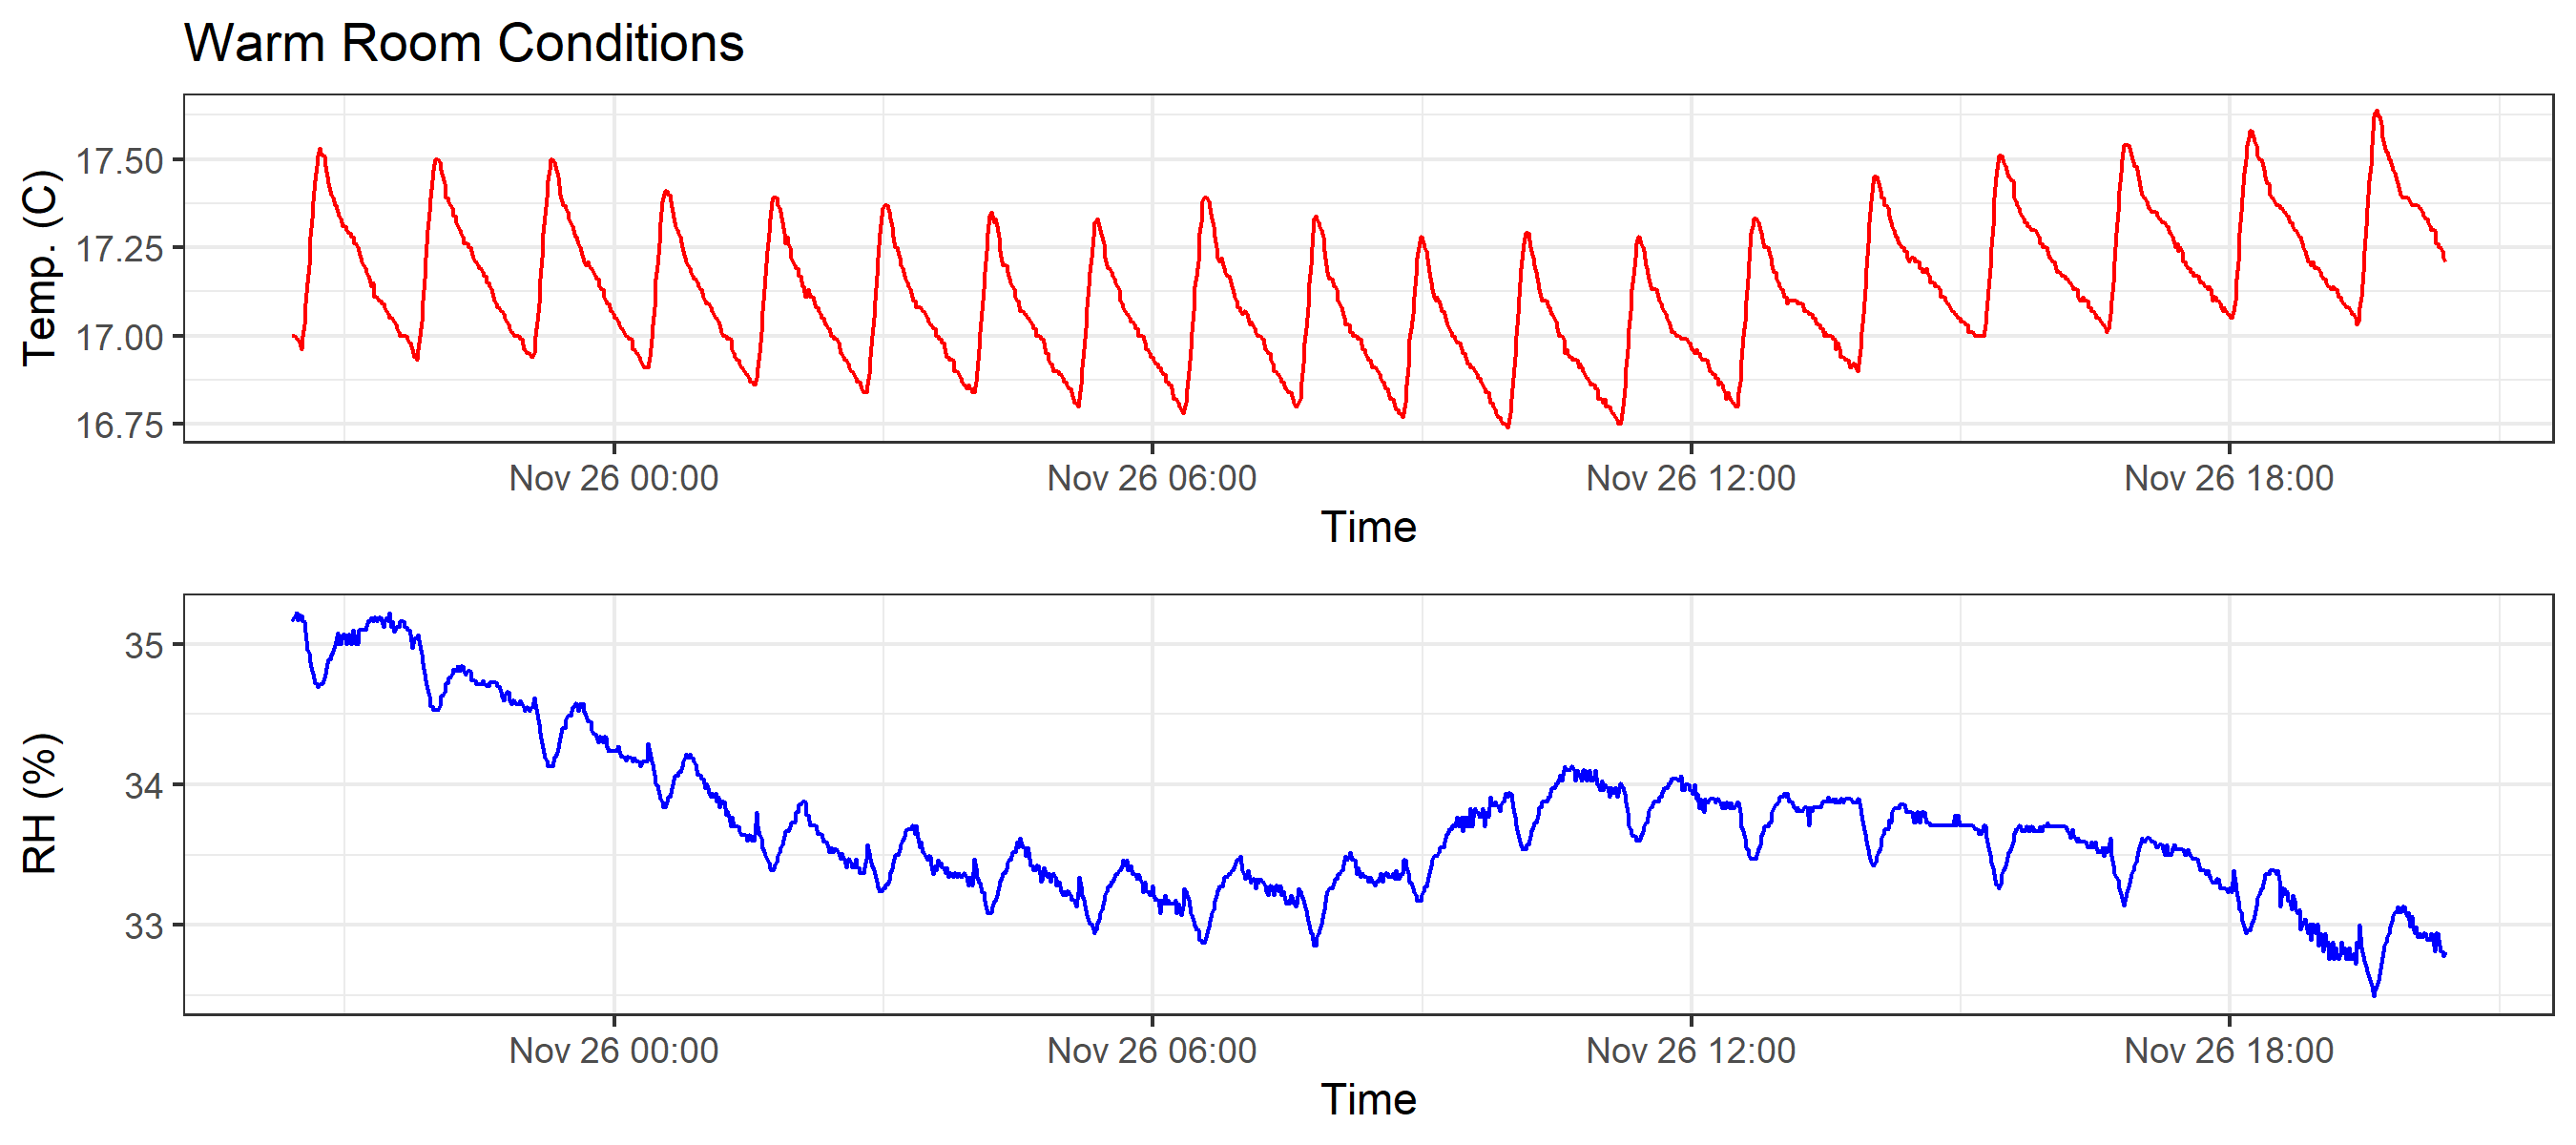 Warm Room Conditions
Temp. (C)
17.50
17.25
17.00
16.75
Nov 26 00:00 Nov 26 06:00 Nov 26 12:00 Nov 26 18:00
Time
RH (%)
35
34
33
Nov 26 00:00 Nov 26 06:00 Nov 26 12:00 Nov 26 18:00
Time